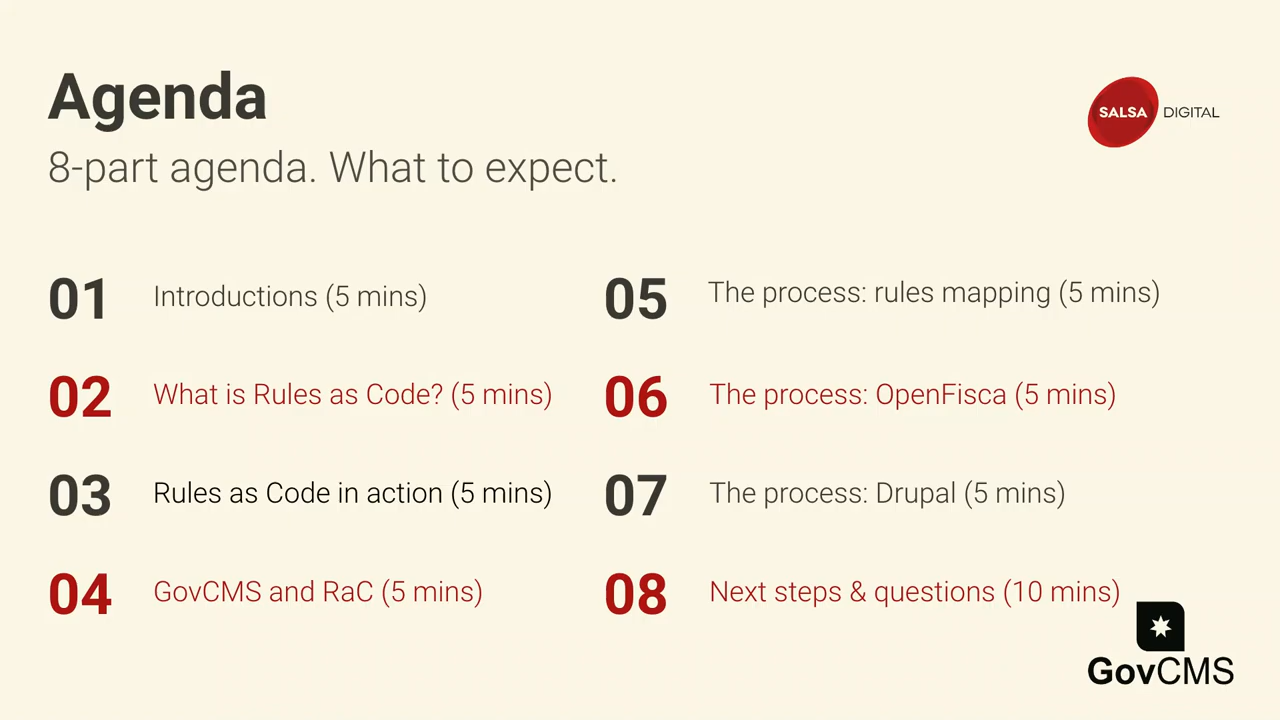 Agenda
8-part agenda. What to expect.
SALSA DIGITAL
01 Introductions (5 mins)
02 What is Rules as Code? (5 mins)
03 Rules as Code in action (5 mins)
04 GovCMS and RaC (5 mins)
05 The process: rules mapping (5 mins)
06 The process: OpenFisca (5 mins)
07 The process: Drupal (5 mins)
08 Next steps & questions (10 mins)
GovCMS